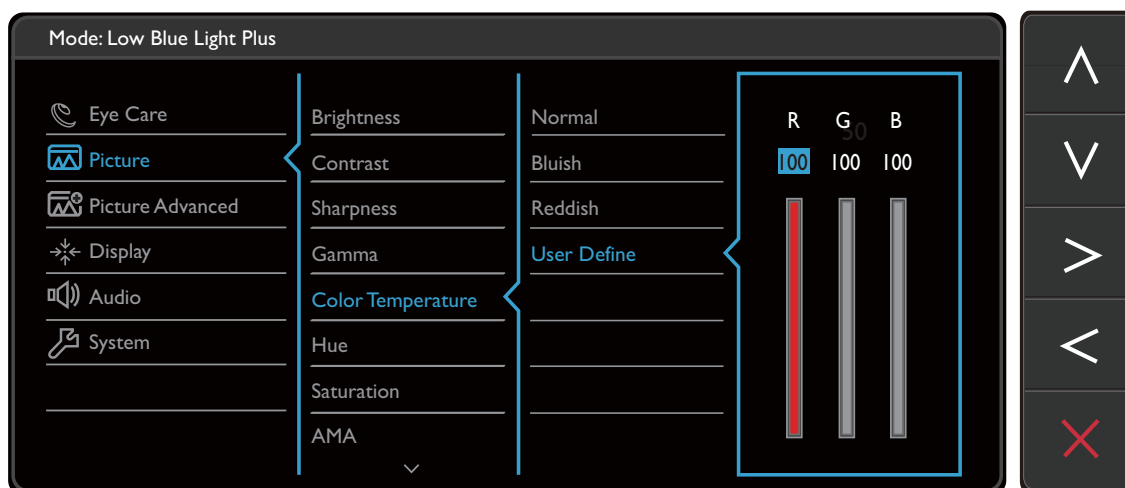 Mode: Low Blue Light Plus
Eye Care
Picture
Picture Advanced
Display
Audio
System
Brightness
Contrast
Sharpness
Gamma
Color Temperature
Hue
Saturation
AMA
Normal
Bluish
Reddish
User Define
R G B
50
100 100 100